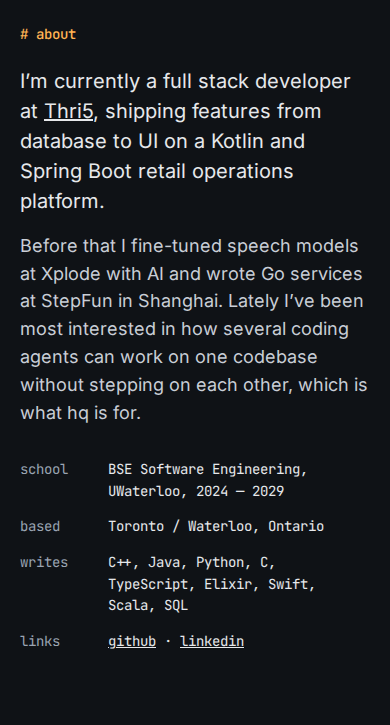 # about
I’m currently a full stack developer
at Thri5, shipping features from
database to UI on a Kotlin and
Spring Boot retail operations
platform.
Before that I fine-tuned speech models
at Xplode with AI and wrote Go services
at StepFun in Shanghai. Lately I’ve been
most interested in how several coding
agents can work on one codebase
without stepping on each other, which is
what hq is for.
school BSE Software Engineering,
UWaterloo, 2024 — 2029
based Toronto / Waterloo, Ontario
writes C++, Java, Python, C,
TypeScript, Elixir, Swift,
Scala, SQL
links github · linkedin